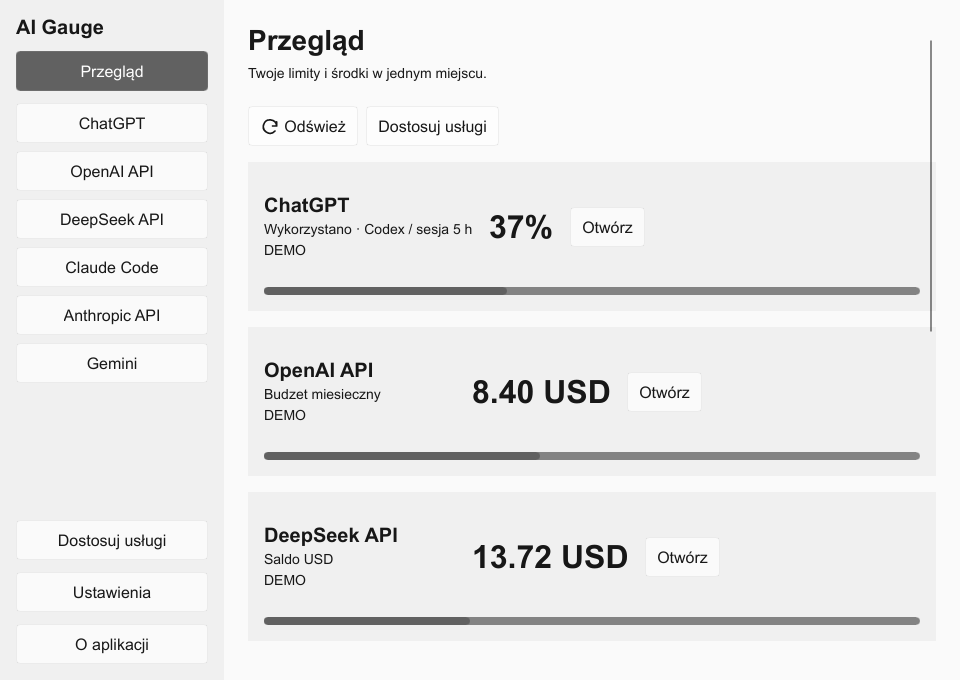 AI Gauge
Przegląd
ChatGPT
OpenAI API
DeepSeek API
Claude Code
Anthropic API
Gemini
Dostosuj usługi
Ustawienia
O aplikacji
Przegląd
Twoje limity i środki w jednym miejscu.
Odśwież
Dostosuj usługi
ChatGPT
Wykorzystano · Codex / sesja 5 h
DEMO
37%
Otwórz
OpenAI API
Budzet miesieczny
DEMO
8.40 USD
Otwórz
DeepSeek API
Saldo USD
DEMO
13.72 USD
Otwórz